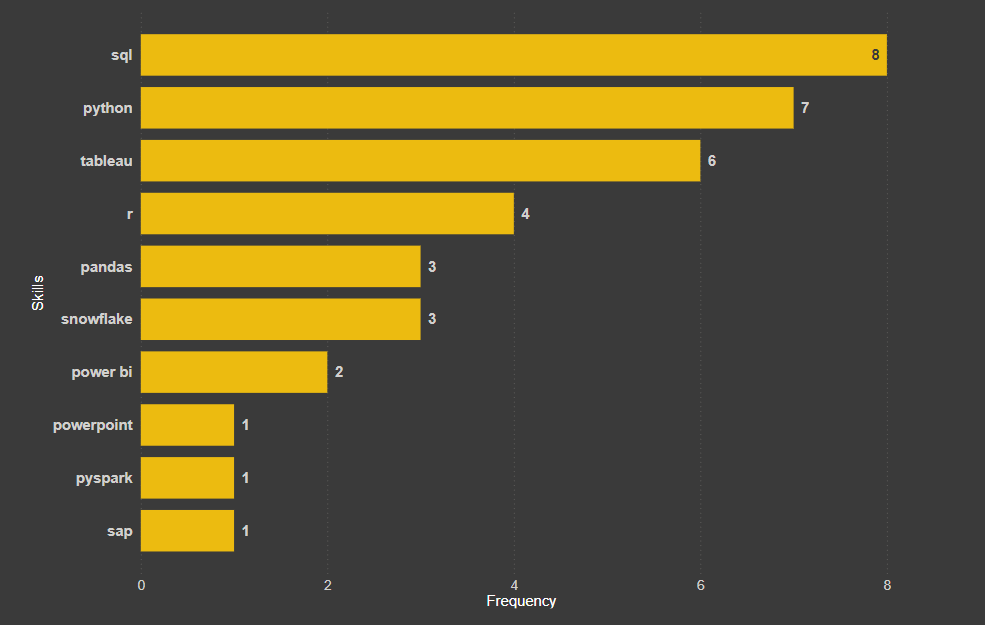 sql 8
python 7
tableau 6
r 4
pandas 3
snowflake 3
power bi 2
powerpoint 1
pyspark 1
sap 1
Skills
0 2 4 6 8
Frequency